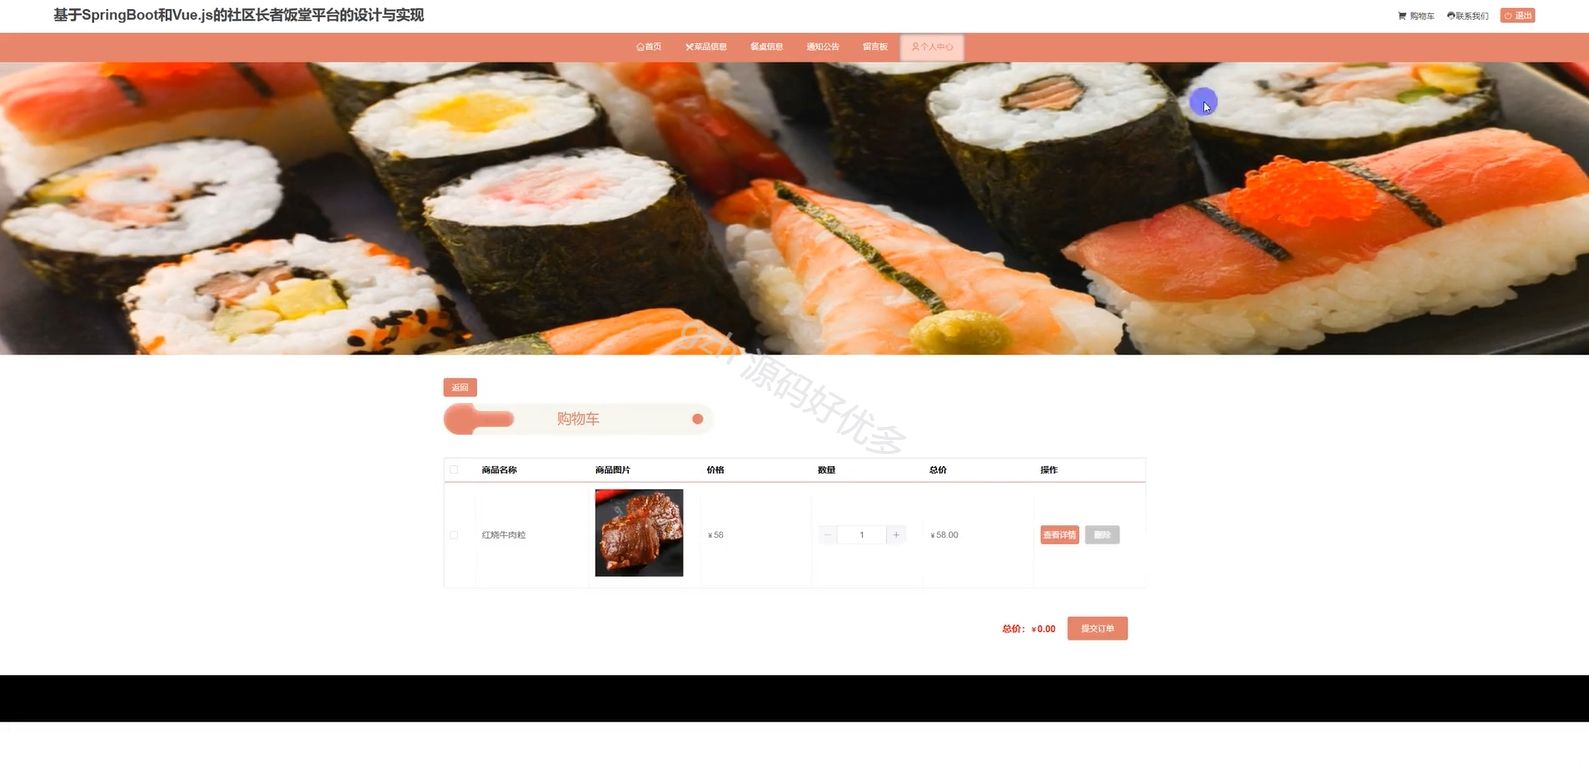 基于SpringBoot和Vue.js的社区长者饭堂平台的设计与实现
购物车 联系我们 退出
首页 菜品信息 餐桌信息 通知公告 留言板 个人中心
gzh 源码好优多
返回
购物车
商品名称 商品图片 价格 数量 总价 操作
红烧牛肉粒 ¥58 − 1 + ¥58.00 查看详情 删除
总价：¥0.00 提交订单